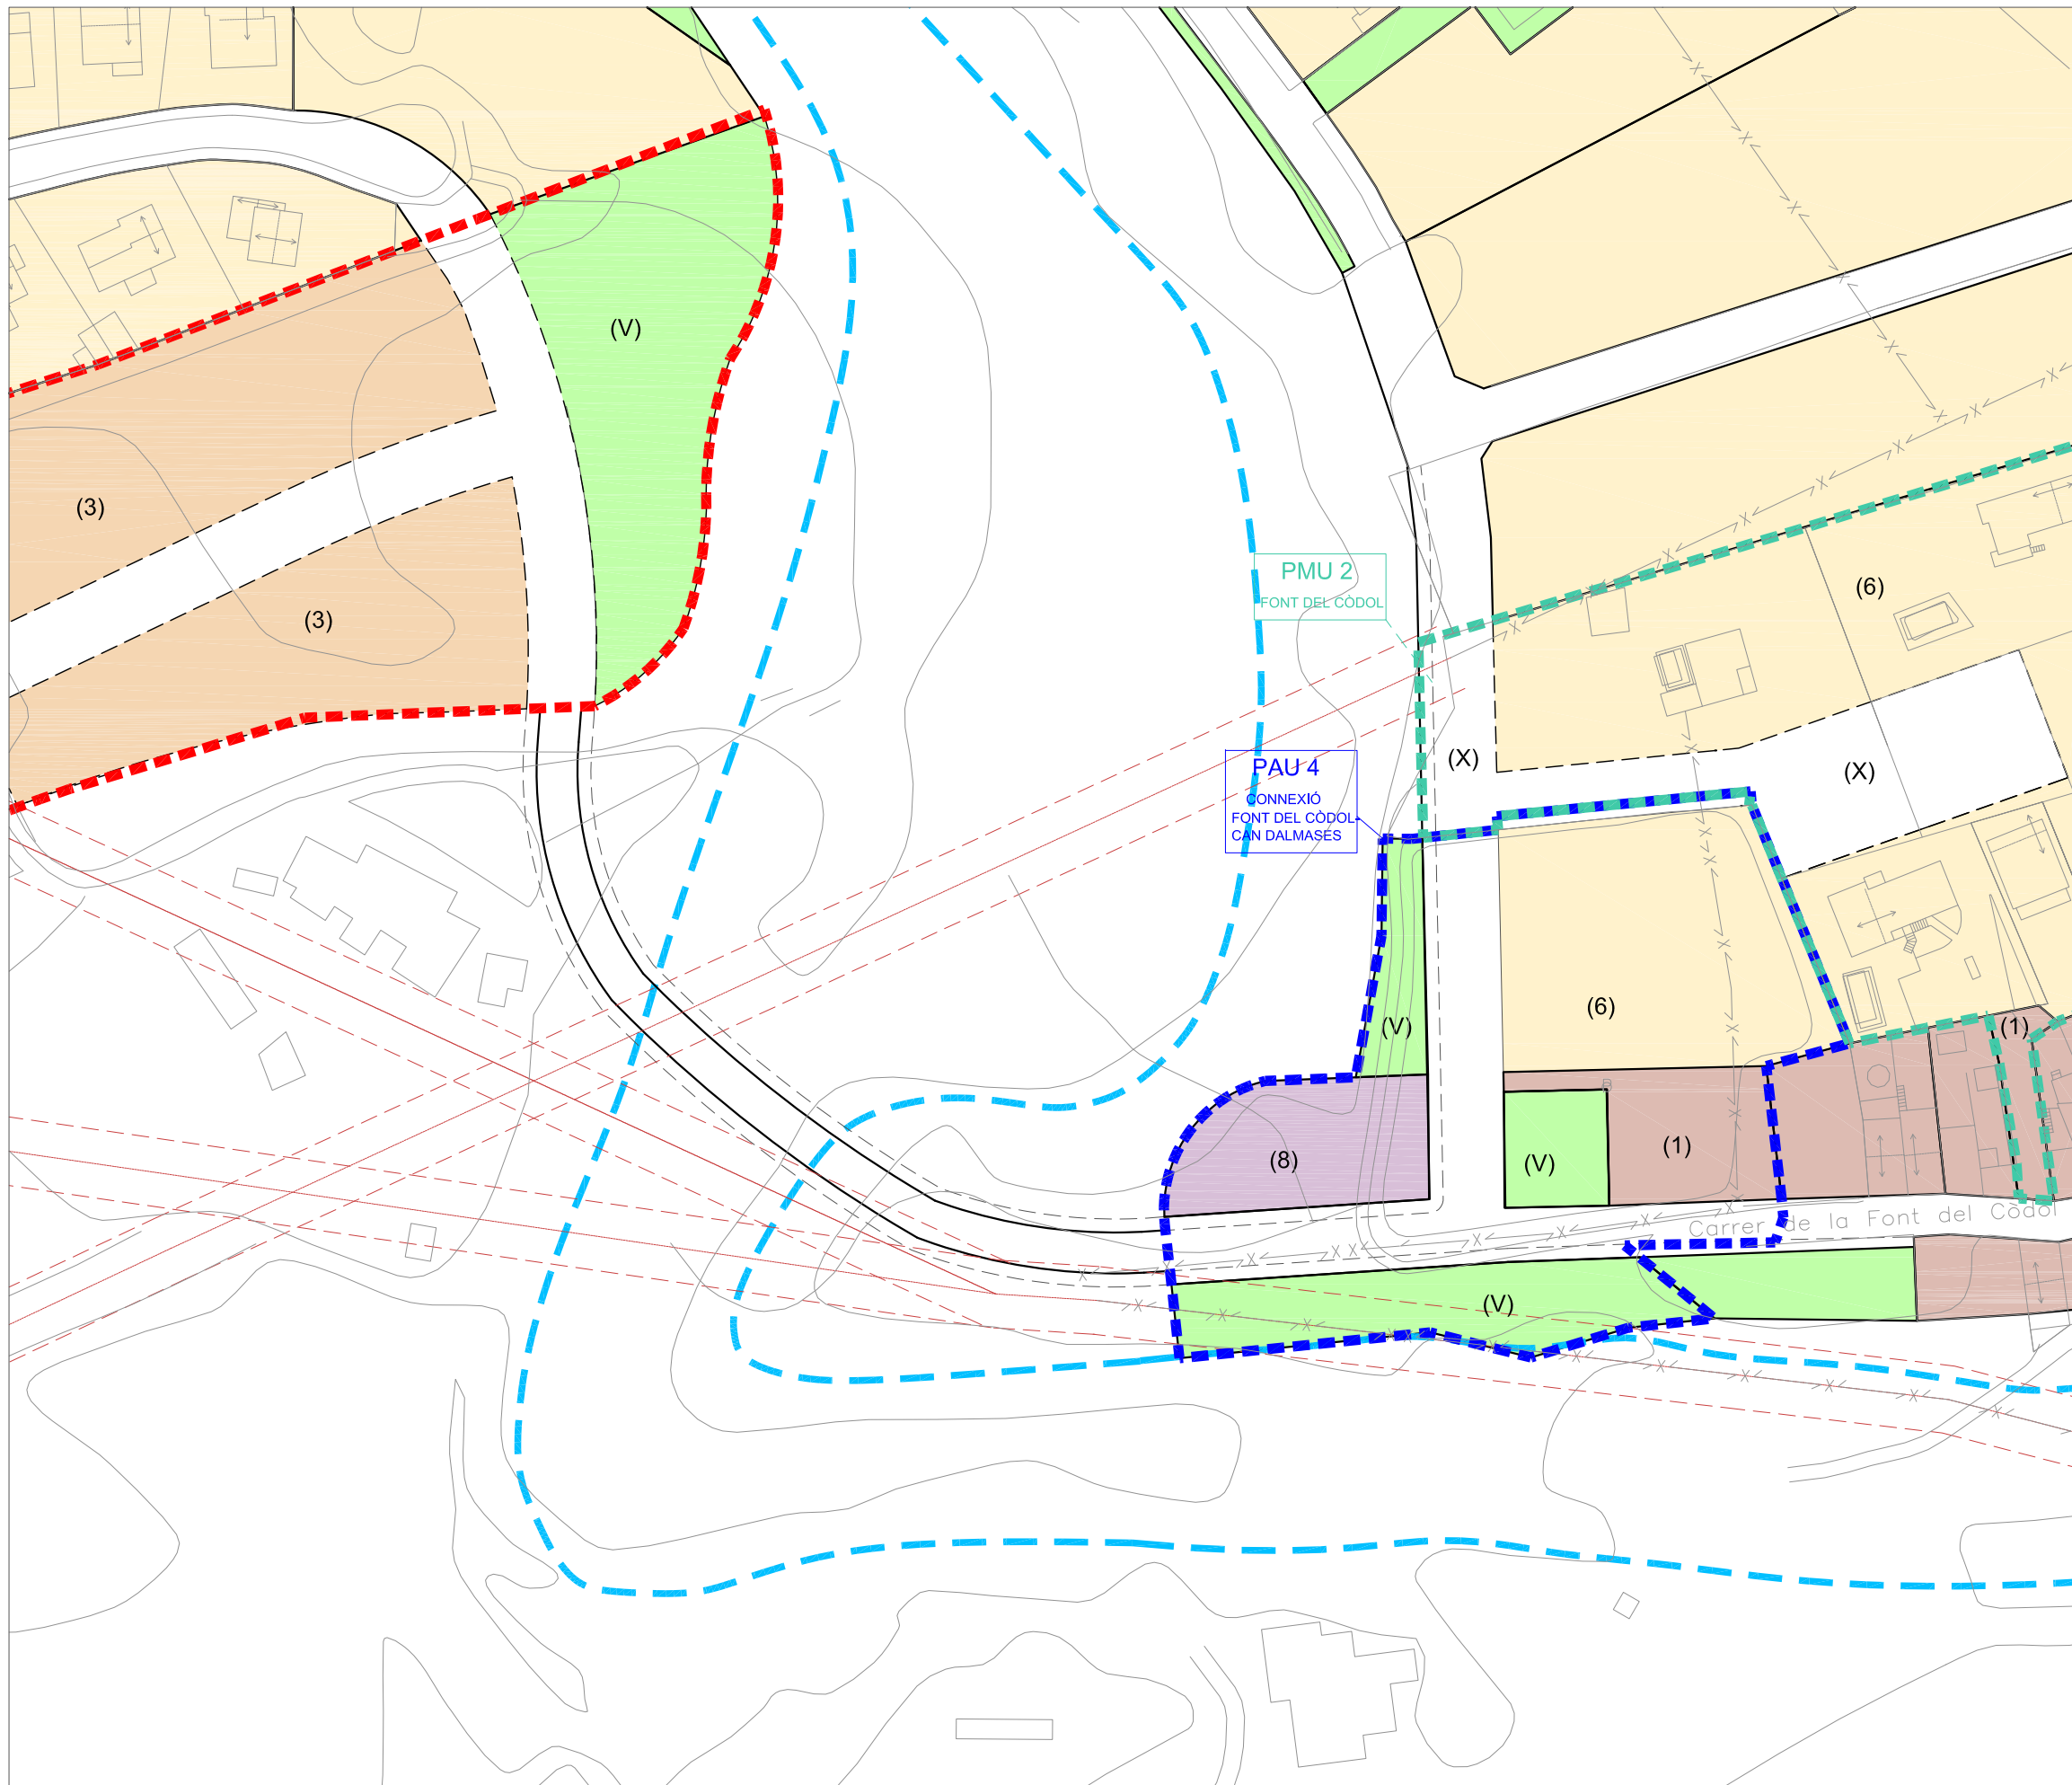 (V)
(3)
PMU 2
FONT DEL CÒDOL
(6)
(3)
PAU 4
CONNEXIÓ
FONT DEL CÒDOL-
CAN DALMASES
(X)
(X)
(6)
(V)
(1)
(1)
(8)
(V)
Carrer de la Font del Còdol
(V)